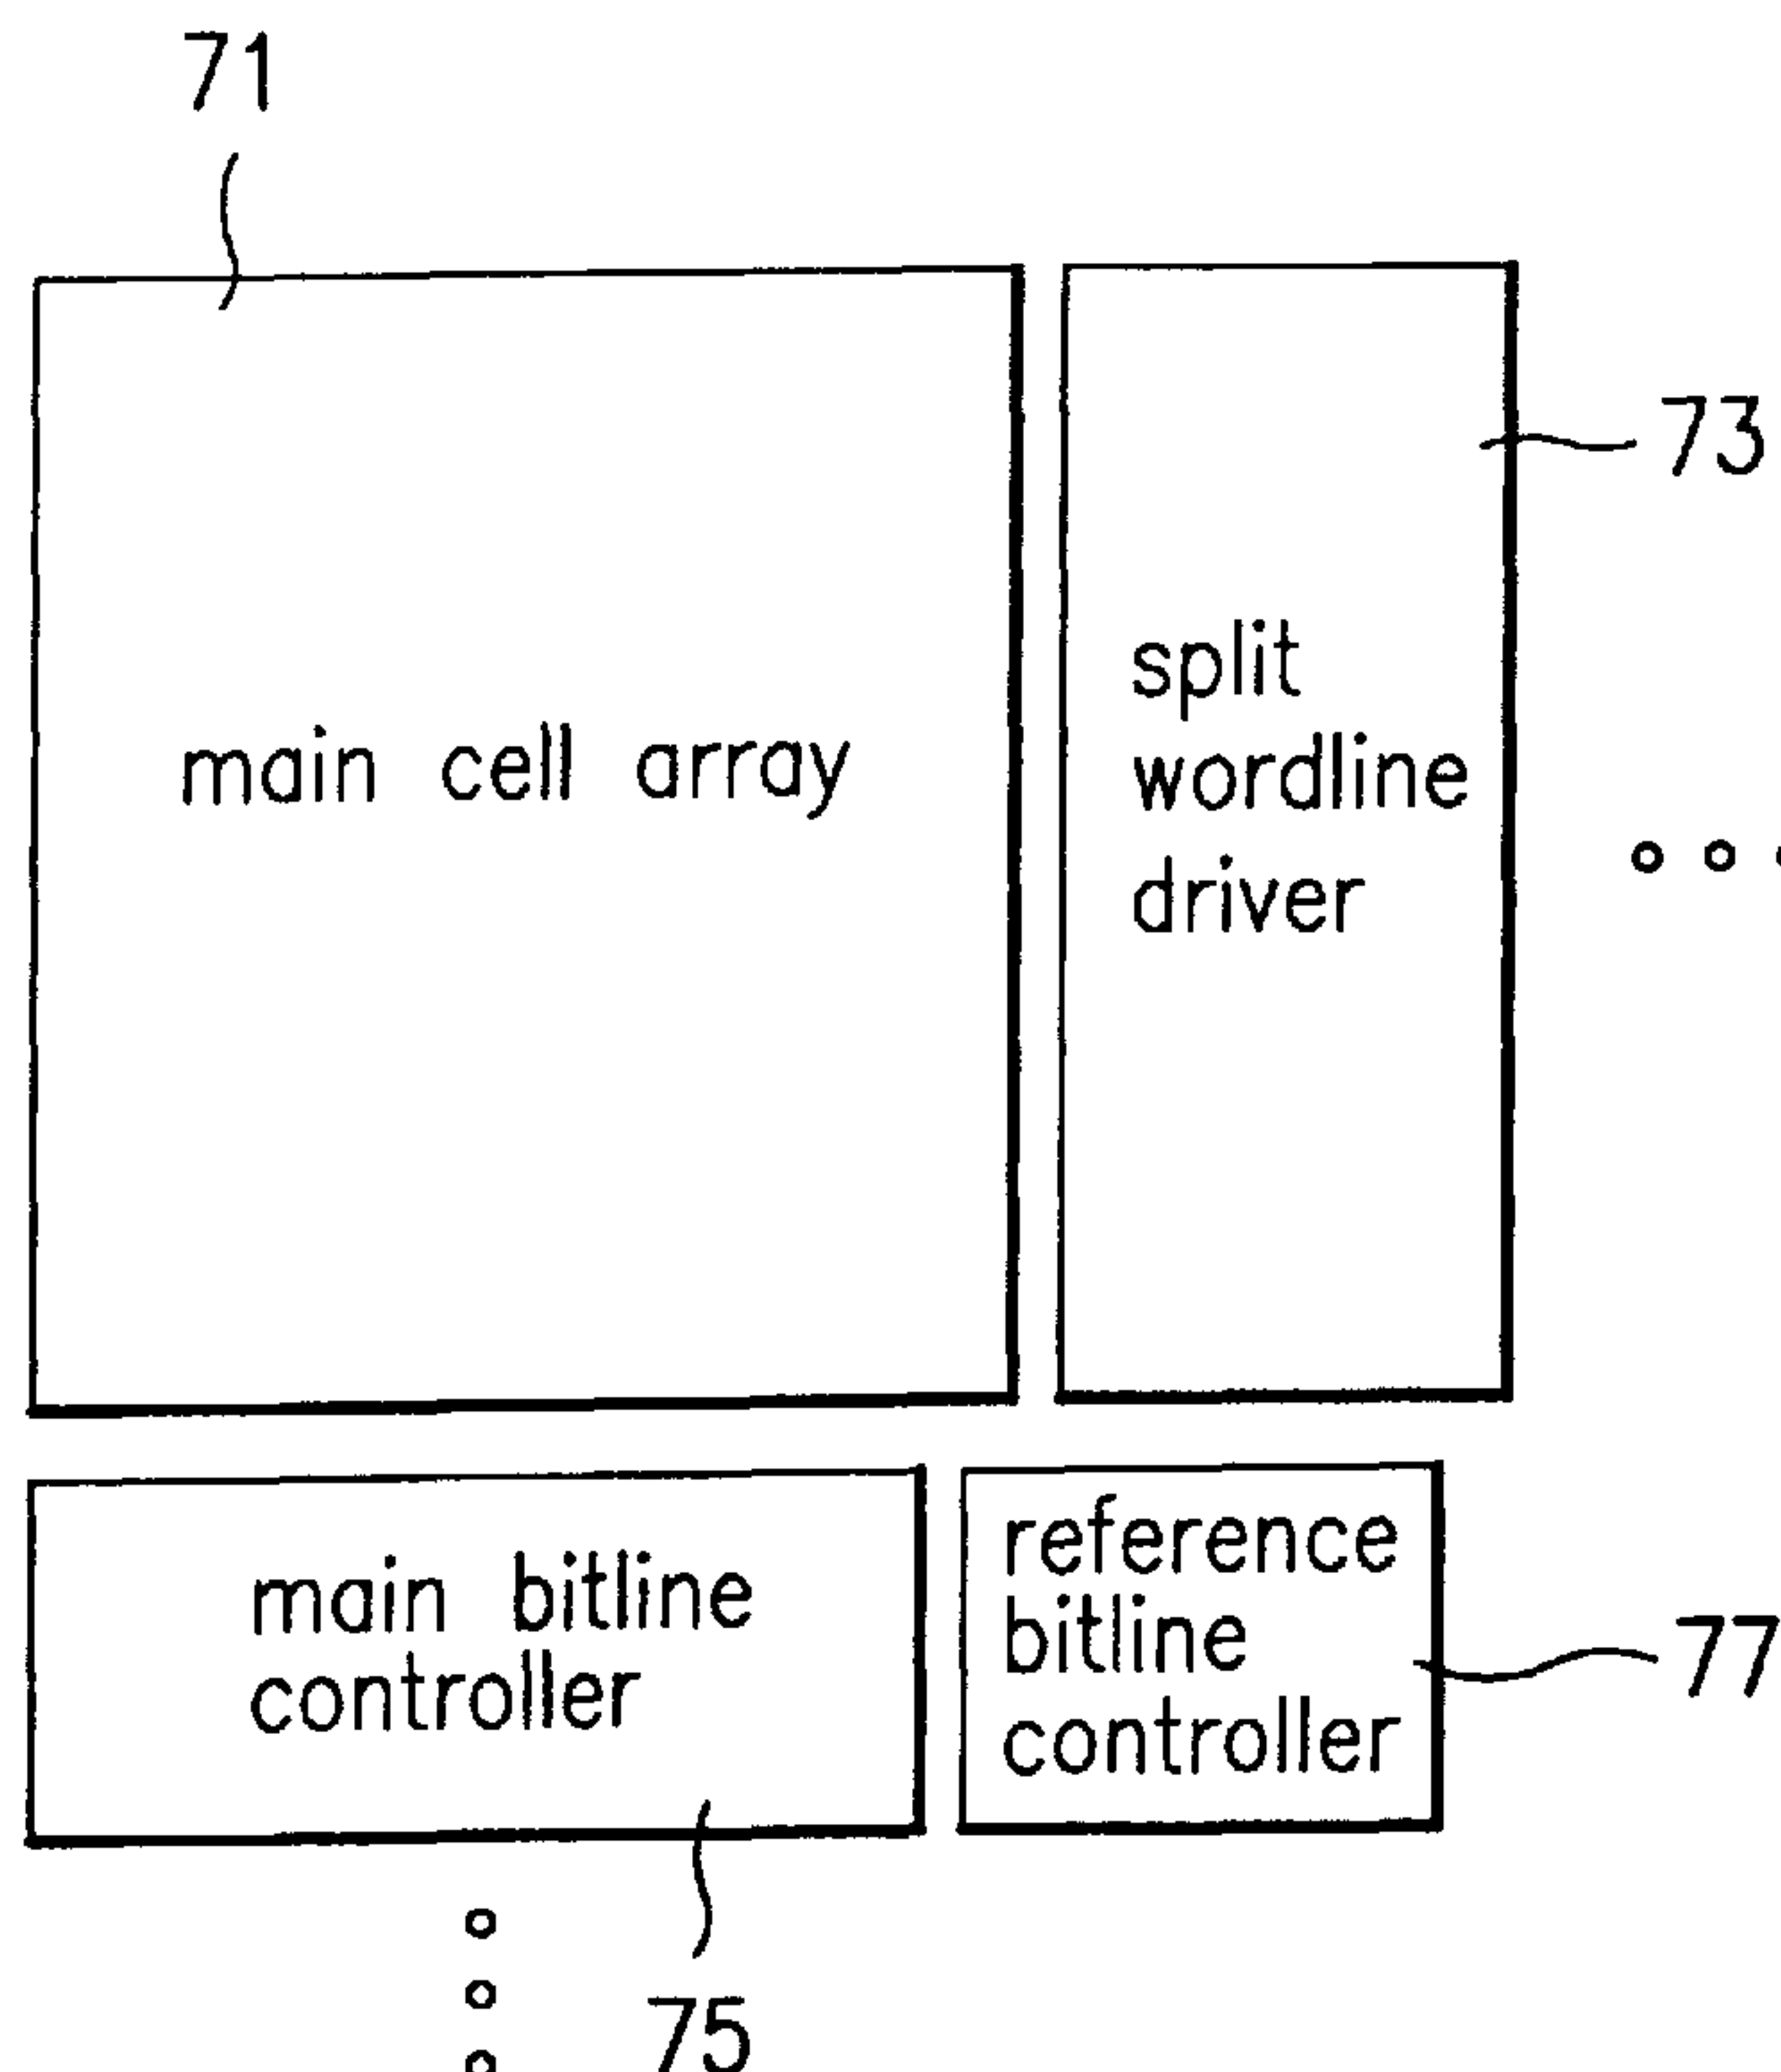 71
73
main cell array
split
wordline
driver
main bitline
controller
reference
bitline
controller
77
75